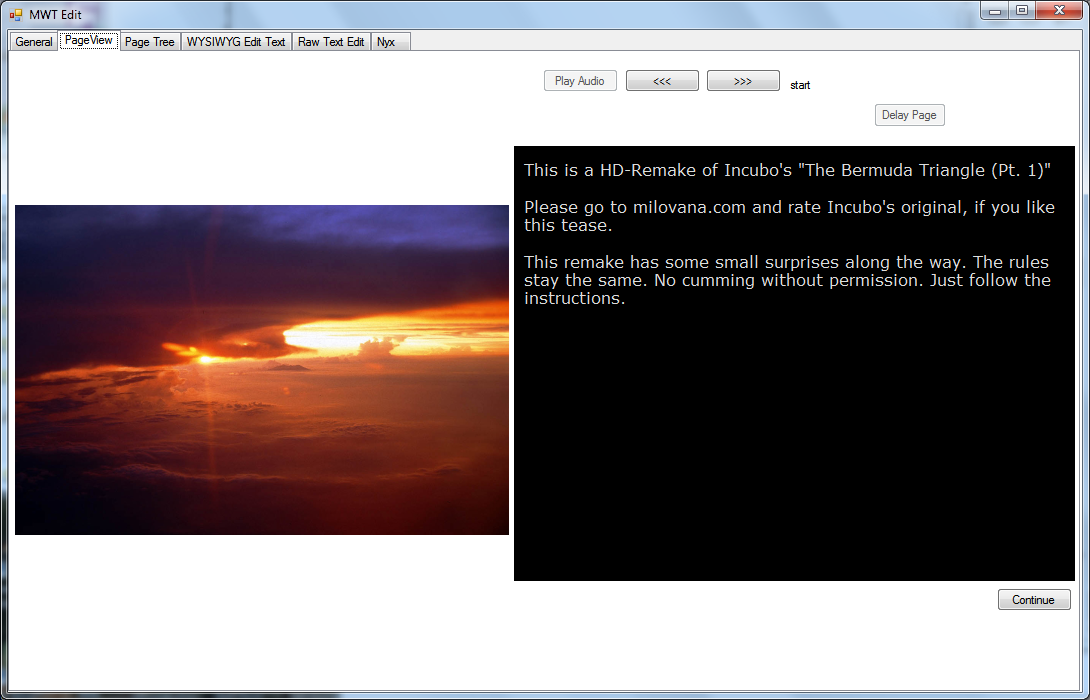 MWT Edit
General PageView Page Tree WYSIWYG Edit Text Raw Text Edit Nyx
Play Audio <<< >>> start
Delay Page
This is a HD-Remake of Incubo's "The Bermuda Triangle (Pt. 1)"
Please go to milovana.com and rate Incubo's original, if you like
this tease.
This remake has some small surprises along the way. The rules
stay the same. No cumming without permission. Just follow the
instructions.
Continue